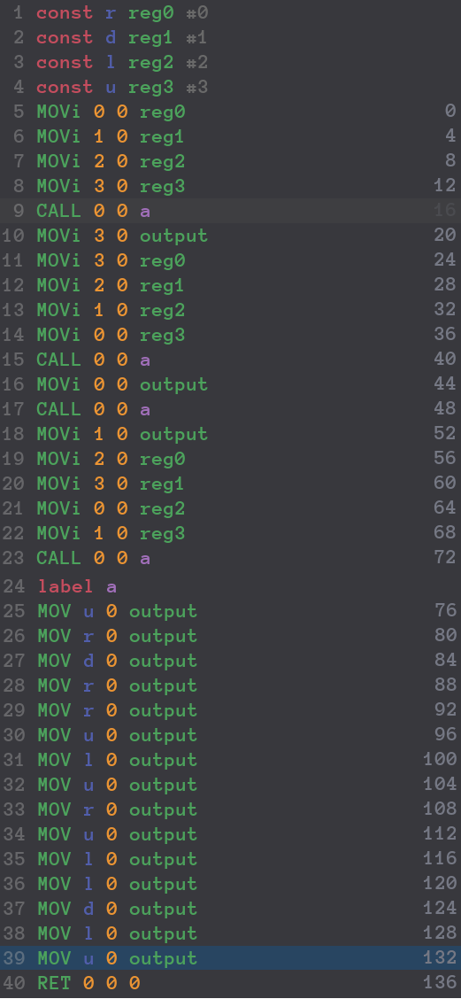 1 const r reg0 #0
2 const d reg1 #1
3 const l reg2 #2
4 const u reg3 #3
5 MOVi 0 0 reg0 0
6 MOVi 1 0 reg1 4
7 MOVi 2 0 reg2 8
8 MOVi 3 0 reg3 12
9 CALL 0 0 a 16
10 MOVi 3 0 output 20
11 MOVi 3 0 reg0 24
12 MOVi 2 0 reg1 28
13 MOVi 1 0 reg2 32
14 MOVi 0 0 reg3 36
15 CALL 0 0 a 40
16 MOVi 0 0 output 44
17 CALL 0 0 a 48
18 MOVi 1 0 output 52
19 MOVi 2 0 reg0 56
20 MOVi 3 0 reg1 60
21 MOVi 0 0 reg2 64
22 MOVi 1 0 reg3 68
23 CALL 0 0 a 72
24 label a
25 MOV u 0 output 76
26 MOV r 0 output 80
27 MOV d 0 output 84
28 MOV r 0 output 88
29 MOV r 0 output 92
30 MOV u 0 output 96
31 MOV l 0 output 100
32 MOV u 0 output 104
33 MOV r 0 output 108
34 MOV u 0 output 112
35 MOV l 0 output 116
36 MOV l 0 output 120
37 MOV d 0 output 124
38 MOV l 0 output 128
39 MOV u 0 output 132
40 RET 0 0 0 136